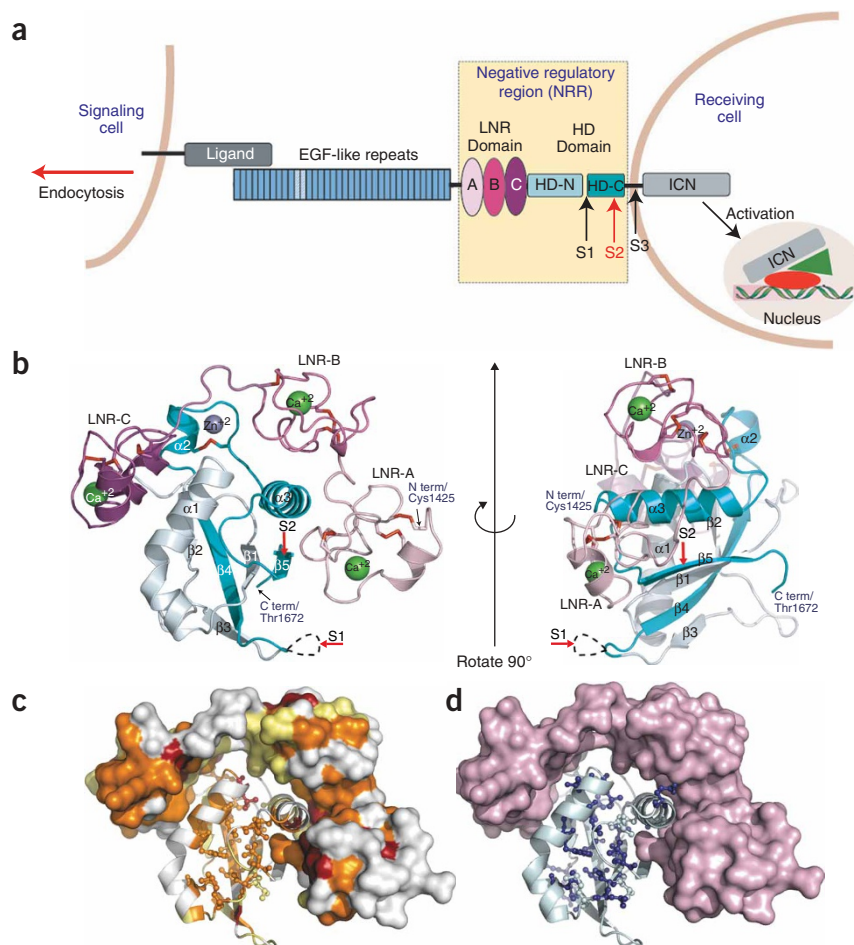 a
Negative regulatory
region (NRR)
Signaling
cell
Receiving
cell
LNR
Domain
HD
Domain
Ligand
EGF-like repeats
Endocytosis
A
B
C
HD-N
HD-C
ICN
S1
S2
S3
Activation
ICN
Nucleus
b
LNR-B
Ca+2
Zn+2
LNR-C
α2
Ca+2
LNR-A
N term/
Cys1425
α1
α3
S2
β2
β1
β5
β4
Ca+2
C term/
Thr1672
β3
S1
Rotate 90°
LNR-B
Ca+2
Zn+2
α2
LNR-C
N term/
Cys1425
α3
β2
S2
α1
β5
Ca+2
β1
LNR-A
C term/
Thr1672
β4
S1
β3
c
d